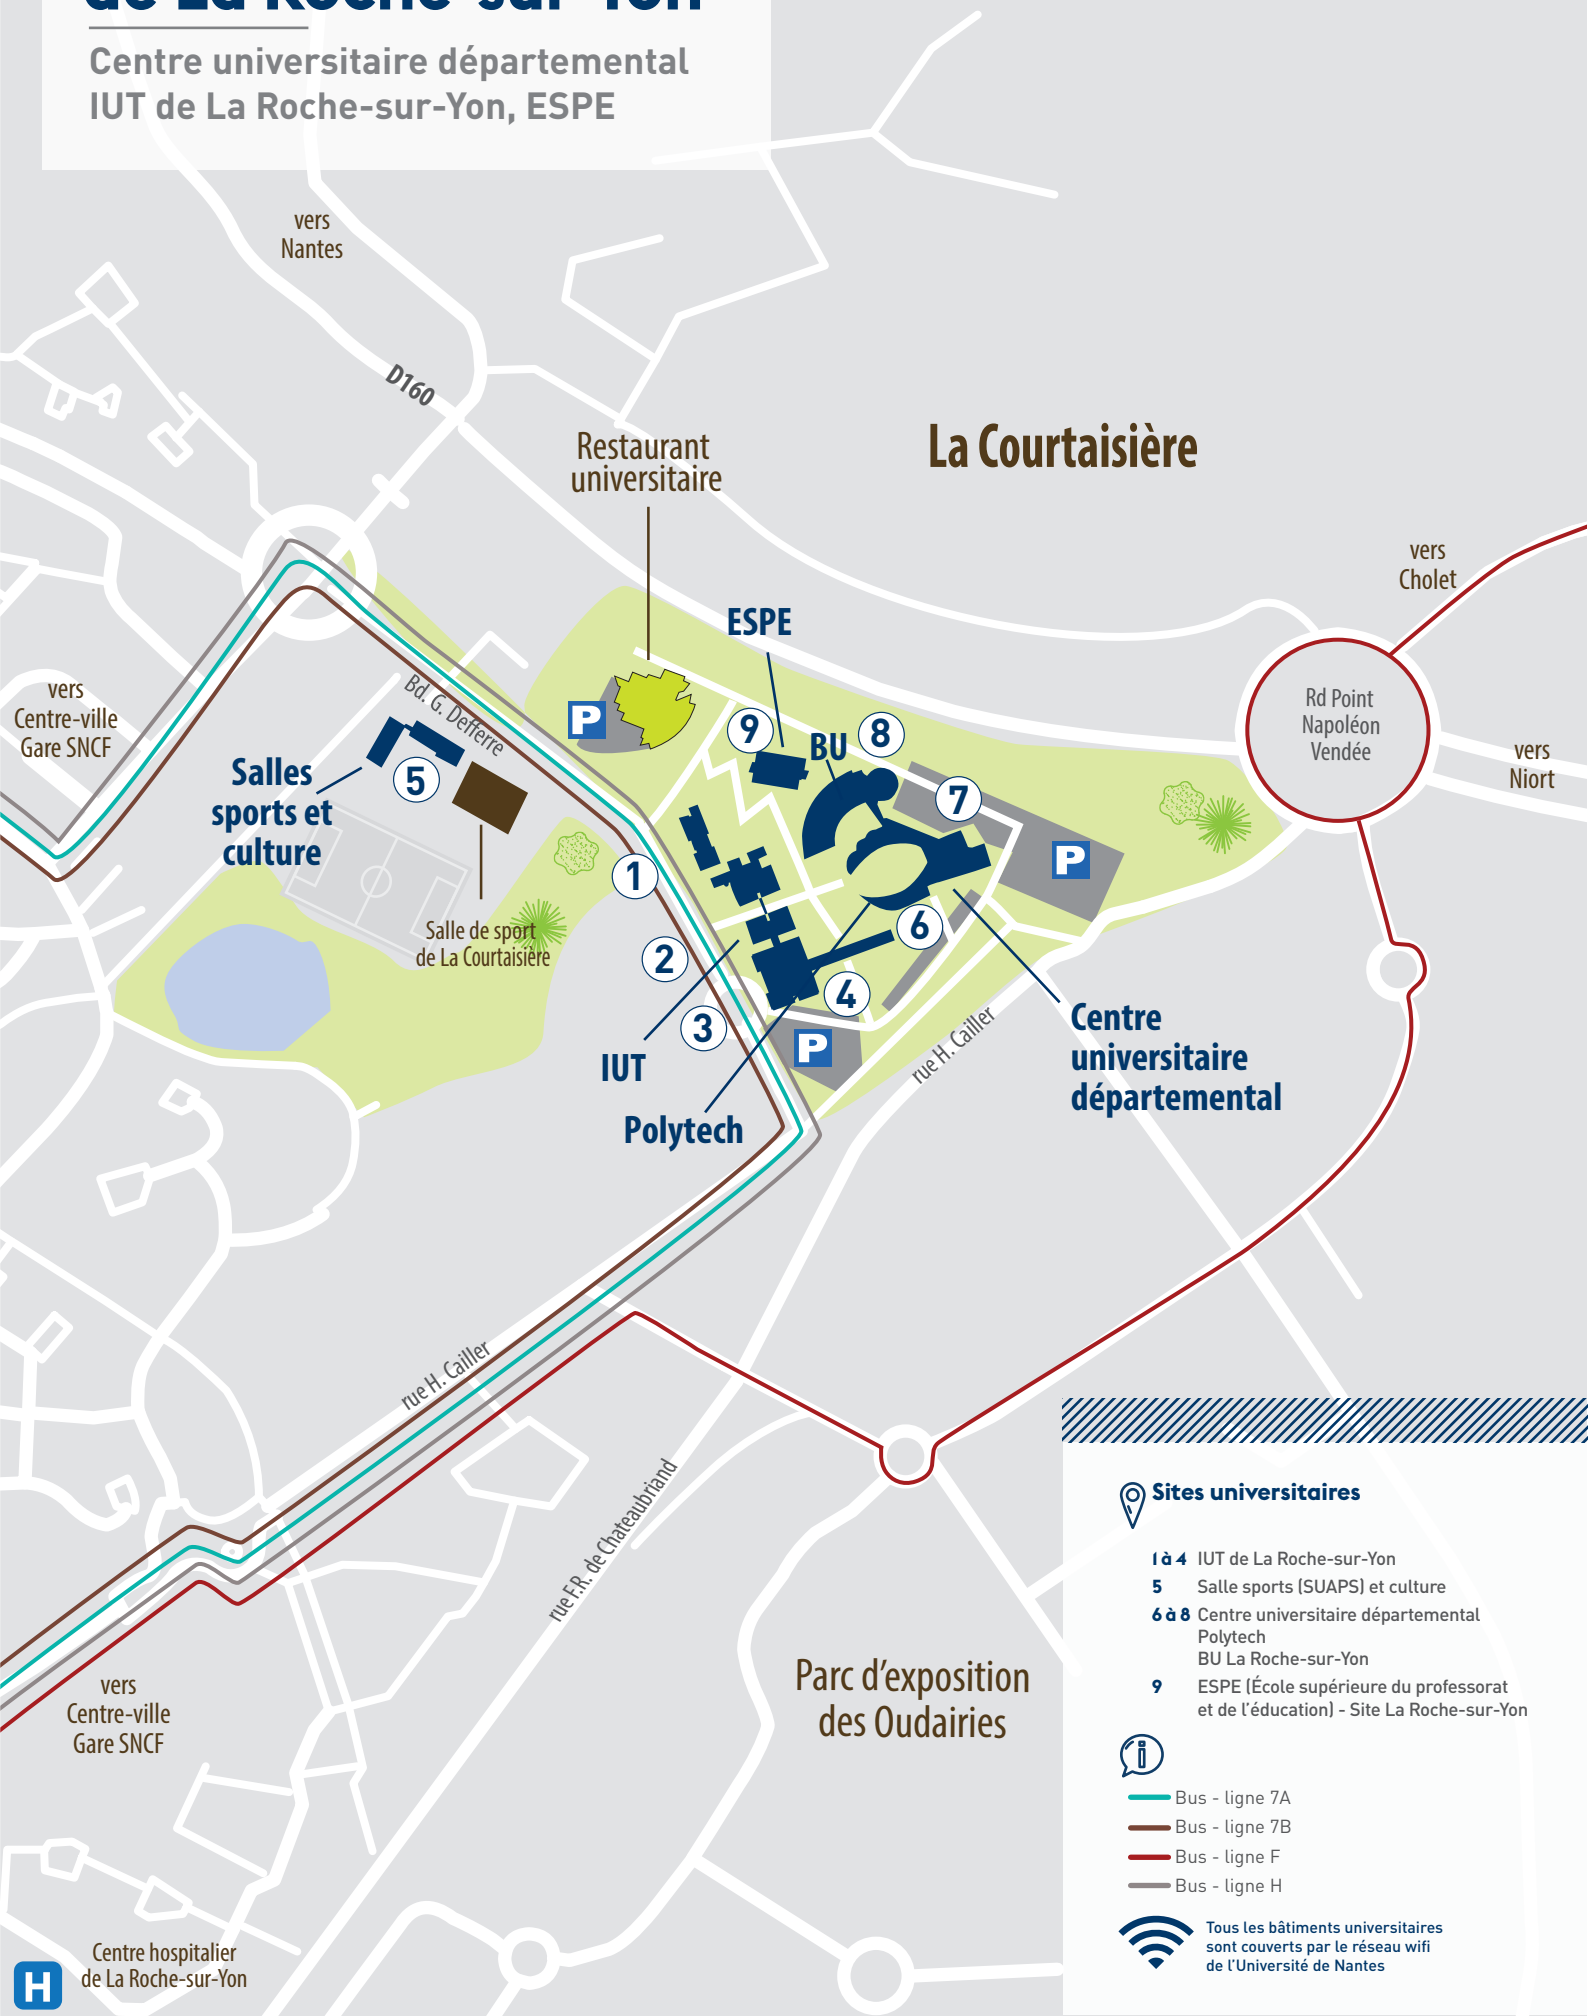 de La Roche-sur-Yon
Centre universitaire départemental
IUT de La Roche-sur-Yon, ESPE
vers
Nantes
D160
Restaurant
universitaire
La Courtaisière
vers
Cholet
ESPE
Rd Point
Napoléon
Vendée
vers
Niort
vers
Centre-ville
Gare SNCF
Bd. G. Defferre
P
9
BU
8
7
P
Salles
sports et
culture
5
1
Salle de sport
de La Courtaisière
2
6
4
3
P
IUT
Polytech
rue H. Cailler
Centre
universitaire
départemental
rue H. Cailler
rue F.R. de Chateaubriand
Parc d'exposition
des Oudairies
vers
Centre-ville
Gare SNCF
Centre hospitalier
de La Roche-sur-Yon
H
Sites universitaires
1 à 4 IUT de La Roche-sur-Yon
5 Salle sports (SUAPS) et culture
6 à 8 Centre universitaire départemental
Polytech
BU La Roche-sur-Yon
9 ESPE (École supérieure du professorat
et de l'éducation) - Site La Roche-sur-Yon
i
Bus - ligne 7A
Bus - ligne 7B
Bus - ligne F
Bus - ligne H
Tous les bâtiments universitaires
sont couverts par le réseau wifi
de l'Université de Nantes